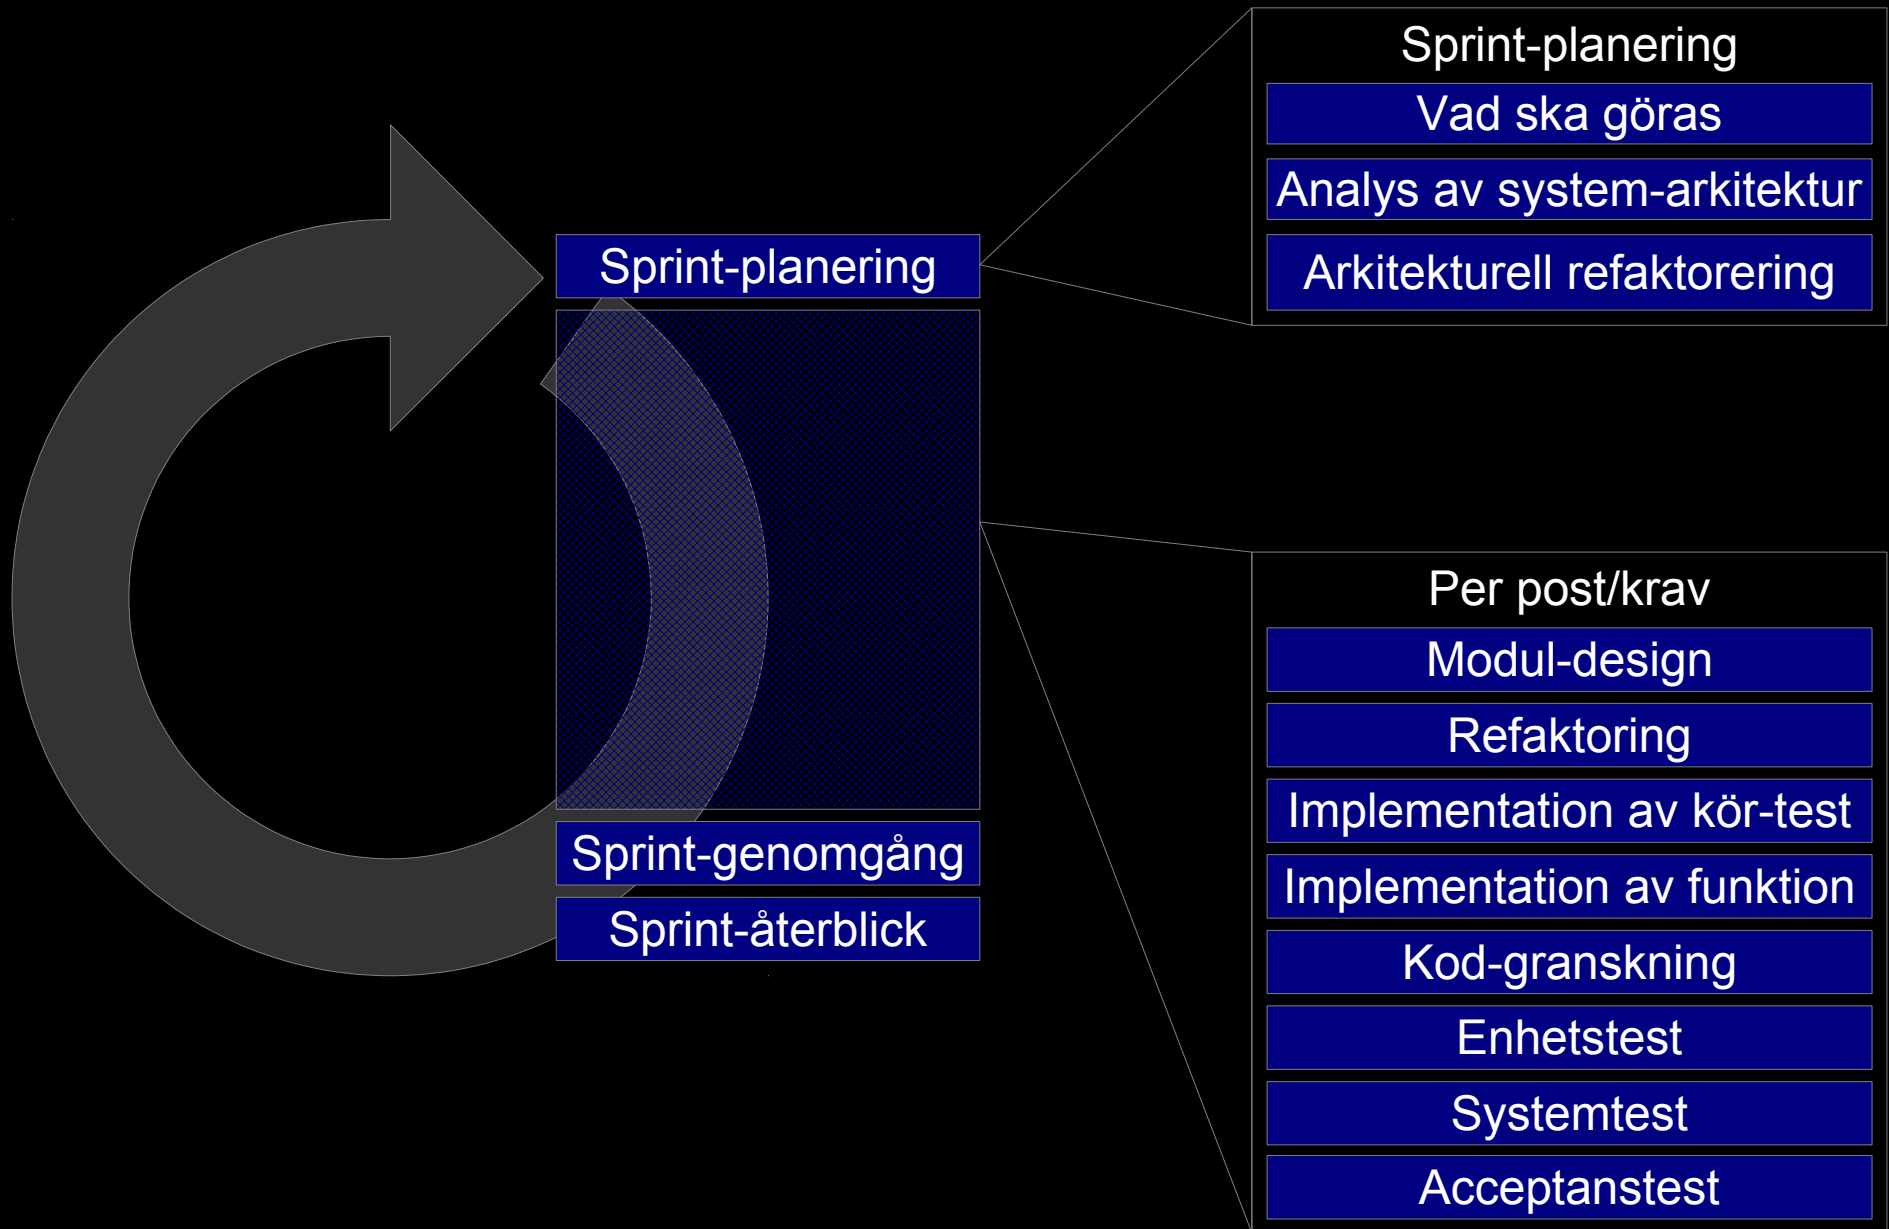 Sprint-planering
Sprint-genomgång
Sprint-återblick
Sprint-planering
Vad ska göras
Analys av system-arkitektur
Arkitekturell refaktorering
Per post/krav
Modul-design
Refaktoring
Implementation av kör-test
Implementation av funktion
Kod-granskning
Enhetstest
Systemtest
Acceptanstest